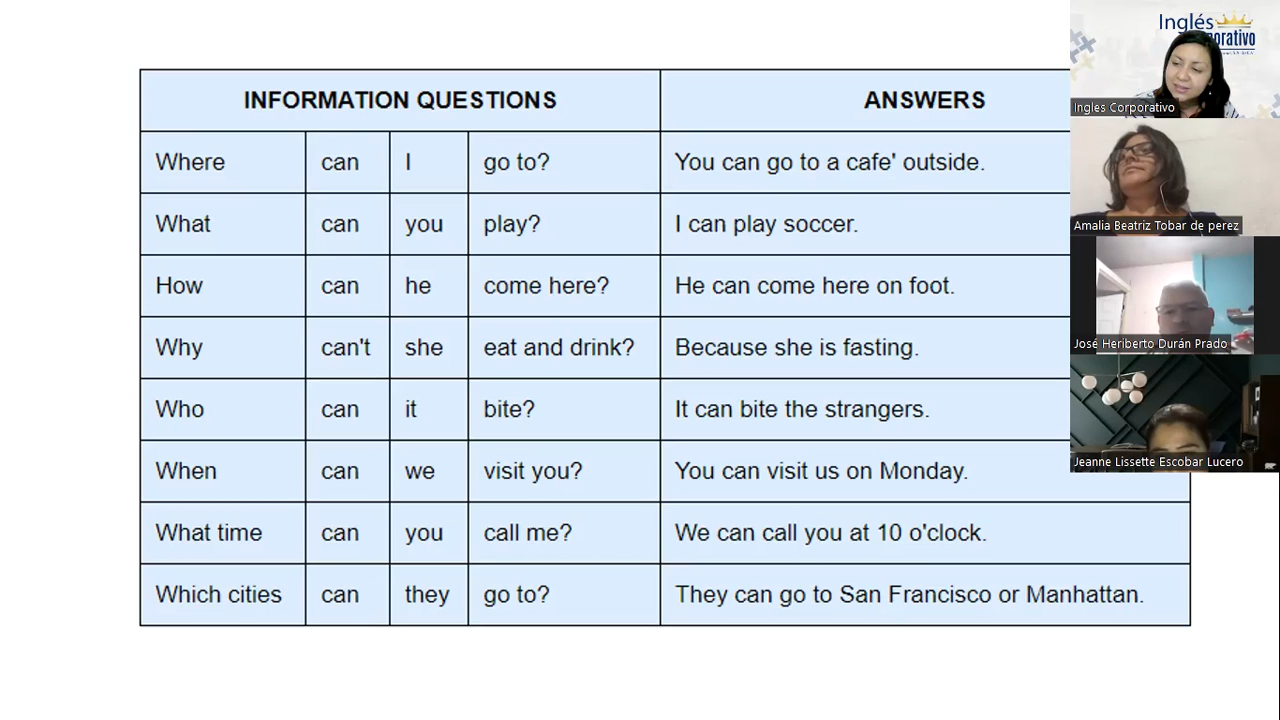 INFORMATION QUESTIONS ANSWERS
Where can I go to? You can go to a cafe' outside.
What can you play? I can play soccer.
How can he come here? He can come here on foot.
Why can't she eat and drink? Because she is fasting.
Who can it bite? It can bite the strangers.
When can we visit you? You can visit us on Monday.
What time can you call me? We can call you at 10 o'clock.
Which cities can they go to? They can go to San Francisco or Manhattan.
Inglés
Ingles Corporativo
Amalia Beatriz Tobar de perez
José Heriberto Durán Prado
Jeanne Lissette Escobar Lucero